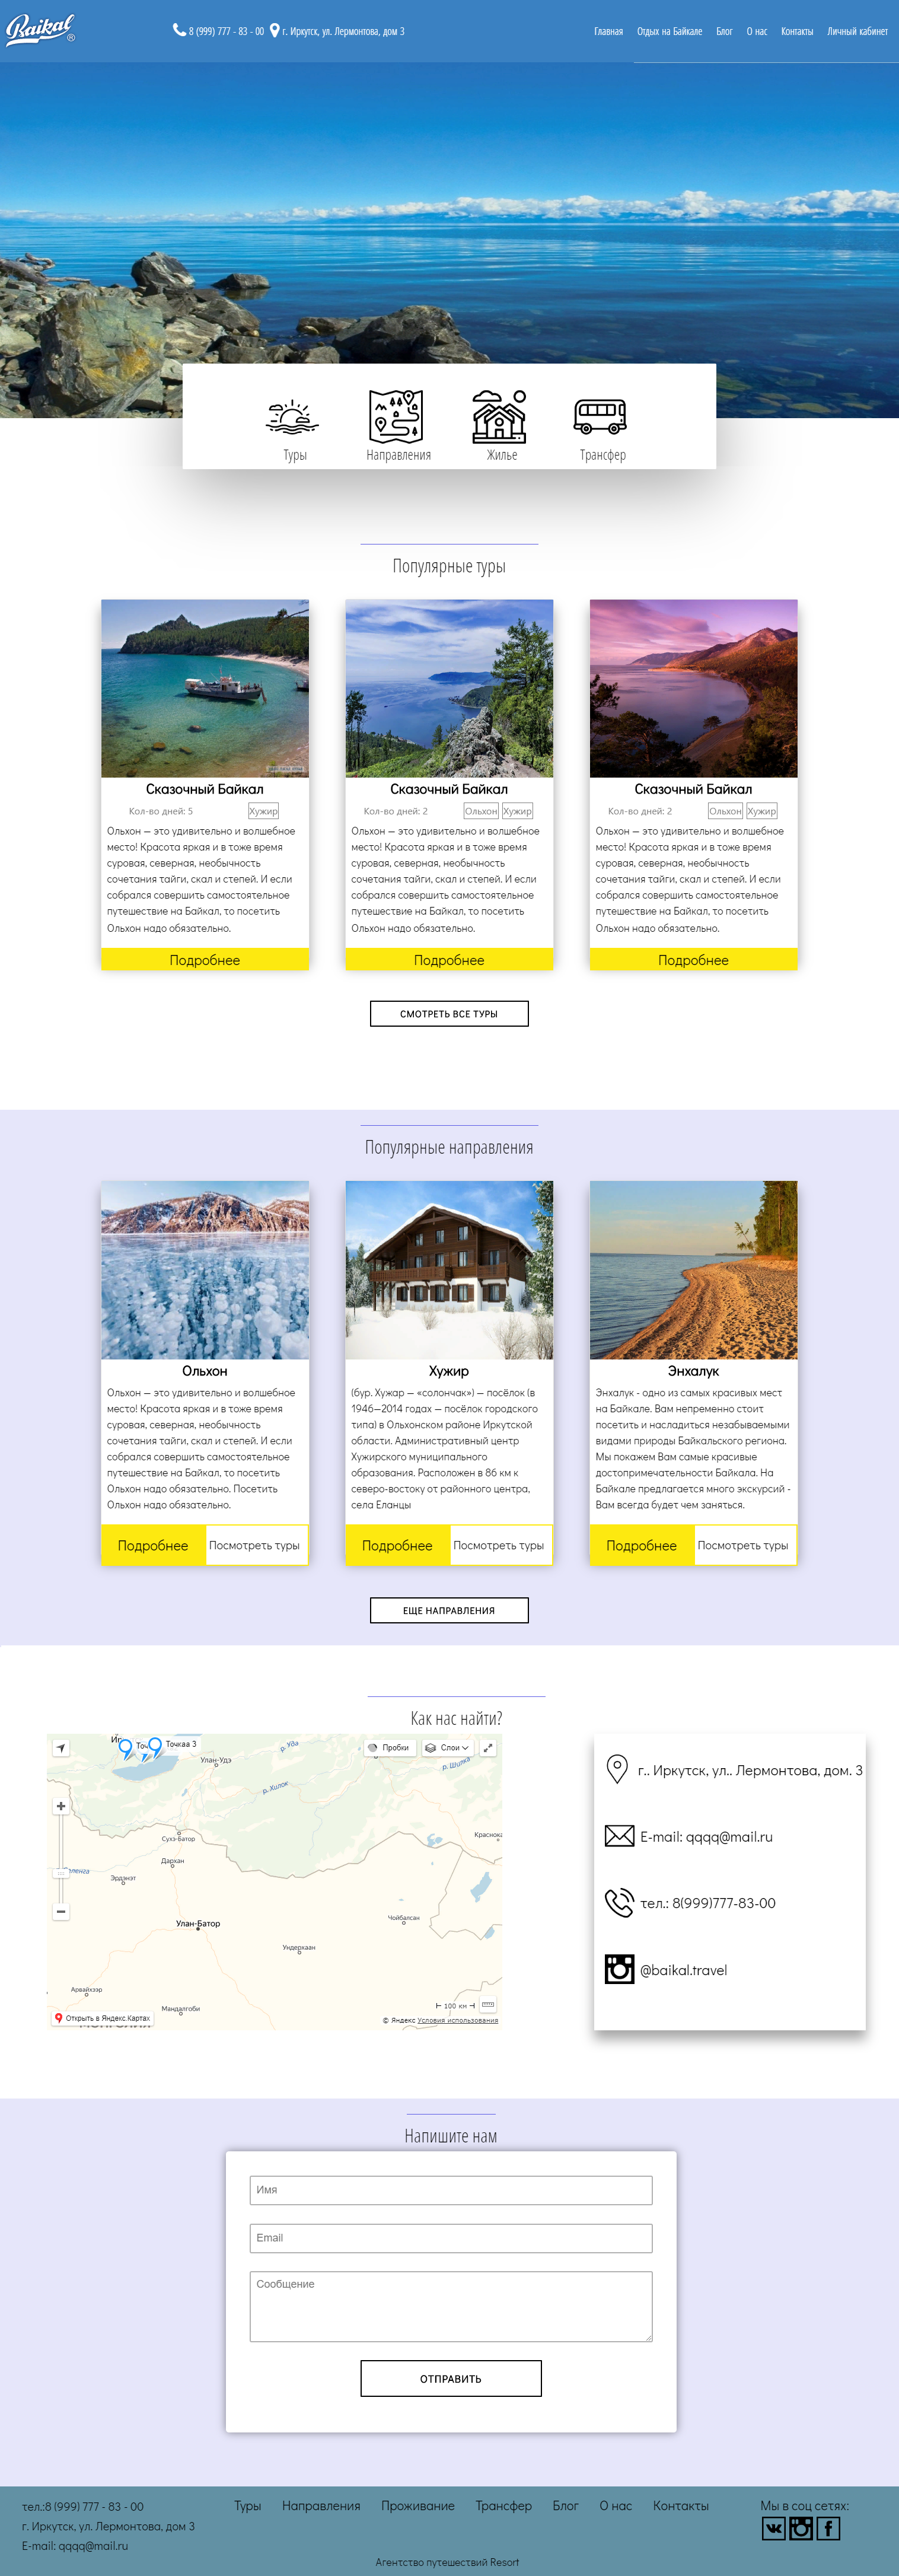 Baikal®
8 (999) 777 - 83 - 00 г. Иркутск, ул. Лермонтова, дом 3
Главная Отдых на Байкале Блог О нас Контакты Личный кабинет
Туры Направления Жилье Трансфер
Популярные туры
Сказочный Байкал
Кол-во дней: 5 Хужир
Ольхон — это удивительно и волшебное
место! Красота яркая и в тоже время
суровая, северная, необычность
сочетания тайги, скал и степей. И если
собрался совершить самостоятельное
путешествие на Байкал, то посетить
Ольхон надо обязательно.
Подробнее
Сказочный Байкал
Кол-во дней: 2 Ольхон Хужир
Ольхон — это удивительно и волшебное
место! Красота яркая и в тоже время
суровая, северная, необычность
сочетания тайги, скал и степей. И если
собрался совершить самостоятельное
путешествие на Байкал, то посетить
Ольхон надо обязательно.
Подробнее
Сказочный Байкал
Кол-во дней: 2 Ольхон Хужир
Ольхон — это удивительно и волшебное
место! Красота яркая и в тоже время
суровая, северная, необычность
сочетания тайги, скал и степей. И если
собрался совершить самостоятельное
путешествие на Байкал, то посетить
Ольхон надо обязательно.
Подробнее
СМОТРЕТЬ ВСЕ ТУРЫ
Популярные направления
Ольхон
Ольхон — это удивительно и волшебное
место! Красота яркая и в тоже время
суровая, северная, необычность
сочетания тайги, скал и степей. И если
собрался совершить самостоятельное
путешествие на Байкал, то посетить
Ольхон надо обязательно. Посетить
Ольхон надо обязательно.
Подробнее Посмотреть туры
Хужир
(бур. Хужар — «солончак») — посёлок (в
1946—2014 годах — посёлок городского
типа) в Ольхонском районе Иркутской
области. Административный центр
Хужирского муниципального
образования. Расположен в 86 км к
северо-востоку от районного центра,
села Еланцы
Подробнее Посмотреть туры
Энхалук
Энхалук - одно из самых красивых мест
на Байкале. Вам непременно стоит
посетить и насладиться незабываемыми
видами природы Байкальского региона.
Мы покажем Вам самые красивые
достопримечательности Байкала. На
Байкале предлагается много экскурсий -
Вам всегда будет чем заняться.
Подробнее Посмотреть туры
ЕЩЕ НАПРАВЛЕНИЯ
Как нас найти?
Точкаа 3
Пробки Слои
Улан-Удэ
р. Уда
р. Хилок
р. Шилка
Сухэ-Батор
Дархан
Эрдэнэт
Улан-Батор
Чойбалсан
Ундерхаан
Арвайхээр
Мандалгоби
100 км
Открыть в Яндекс.Картах
© Яндекс Условия использования
г.. Иркутск, ул.. Лермонтова, дом. 3
E-mail: qqqq@mail.ru
тел.: 8(999)777-83-00
@baikal.travel
Напишите нам
Имя
Email
Сообщение
ОТПРАВИТЬ
тел.:8 (999) 777 - 83 - 00
г. Иркутск, ул. Лермонтова, дом 3
E-mail: qqqq@mail.ru
Туры Направления Проживание Трансфер Блог О нас Контакты
Мы в соц сетях:
Агентство путешествий Resort